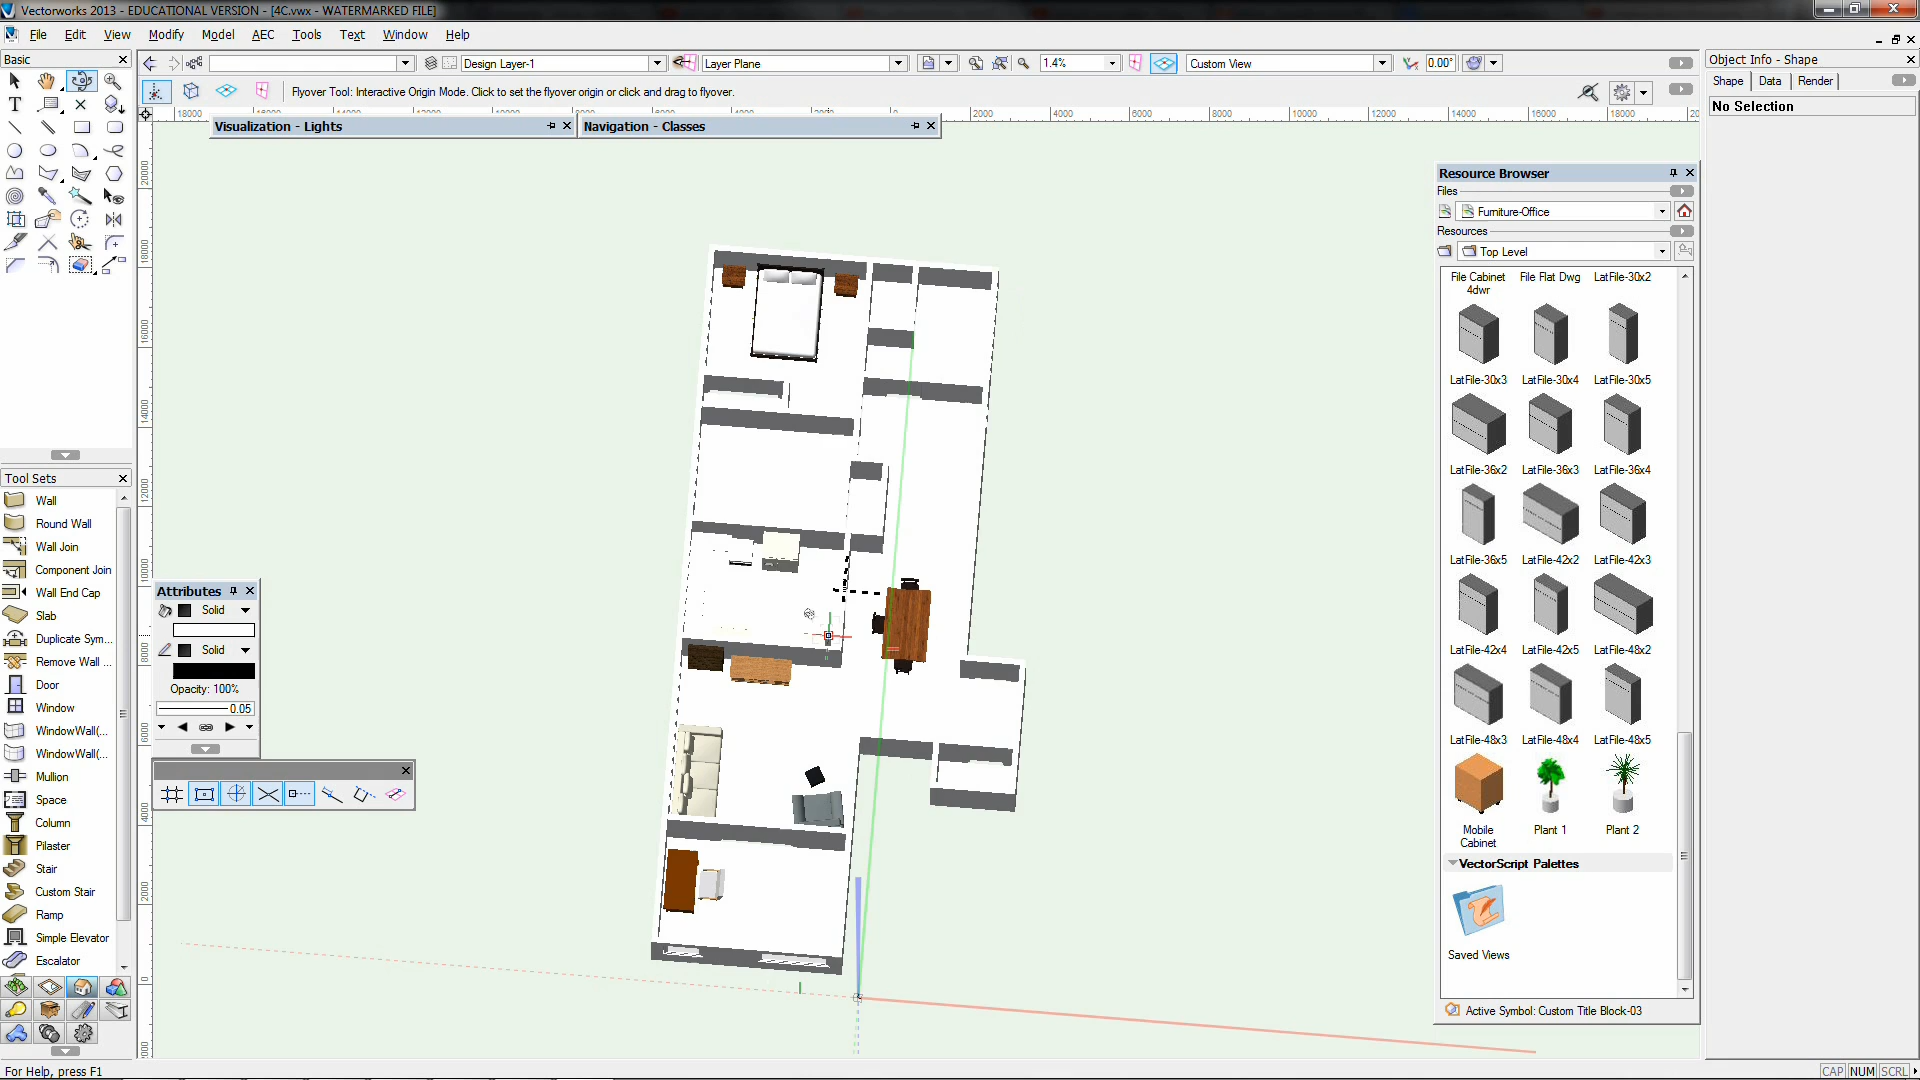 Vectorworks 2013 - EDUCATIONAL VERSION - [4C.vwx - WATERMARKED FILE]
File Edit View Modify Model AEC Tools Text Window Help
Basic
Design Layer-1
Layer Plane
1.4%
Custom View
0.00°
Flyover Tool: Interactive Origin Mode. Click to set the flyover origin or click and drag to flyover.
Object Info - Shape
Shape Data Render
No Selection
Visualization - Lights
Navigation - Classes
Resource Browser
Files
Furniture-Office
Resources
Top Level
File Cabinet 4dwr
File Flat Dwg
LatFile-30x2
LatFile-30x3 LatFile-30x4 LatFile-30x5
LatFile-36x2 LatFile-36x3 LatFile-36x4
LatFile-36x5 LatFile-42x2 LatFile-42x3
LatFile-42x4 LatFile-42x5 LatFile-48x2
LatFile-48x3 LatFile-48x4 LatFile-48x5
Mobile Cabinet
Plant 1
Plant 2
VectorScript Palettes
Saved Views
Active Symbol: Custom Title Block-03
Tool Sets
Wall
Round Wall
Wall Join
Component Join
Wall End Cap
Slab
Duplicate Sym...
Remove Wall ...
Door
Window
WindowWall(...
WindowWall(...
Mullion
Space
Column
Pilaster
Stair
Custom Stair
Ramp
Simple Elevator
Escalator
Attributes
Solid
Solid
Opacity: 100%
0.05
For Help, press F1
CAP NUM SCRL